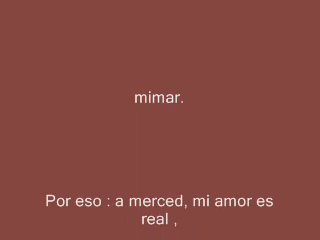 mimar.
Por eso : a merced, mi amor es
real ,